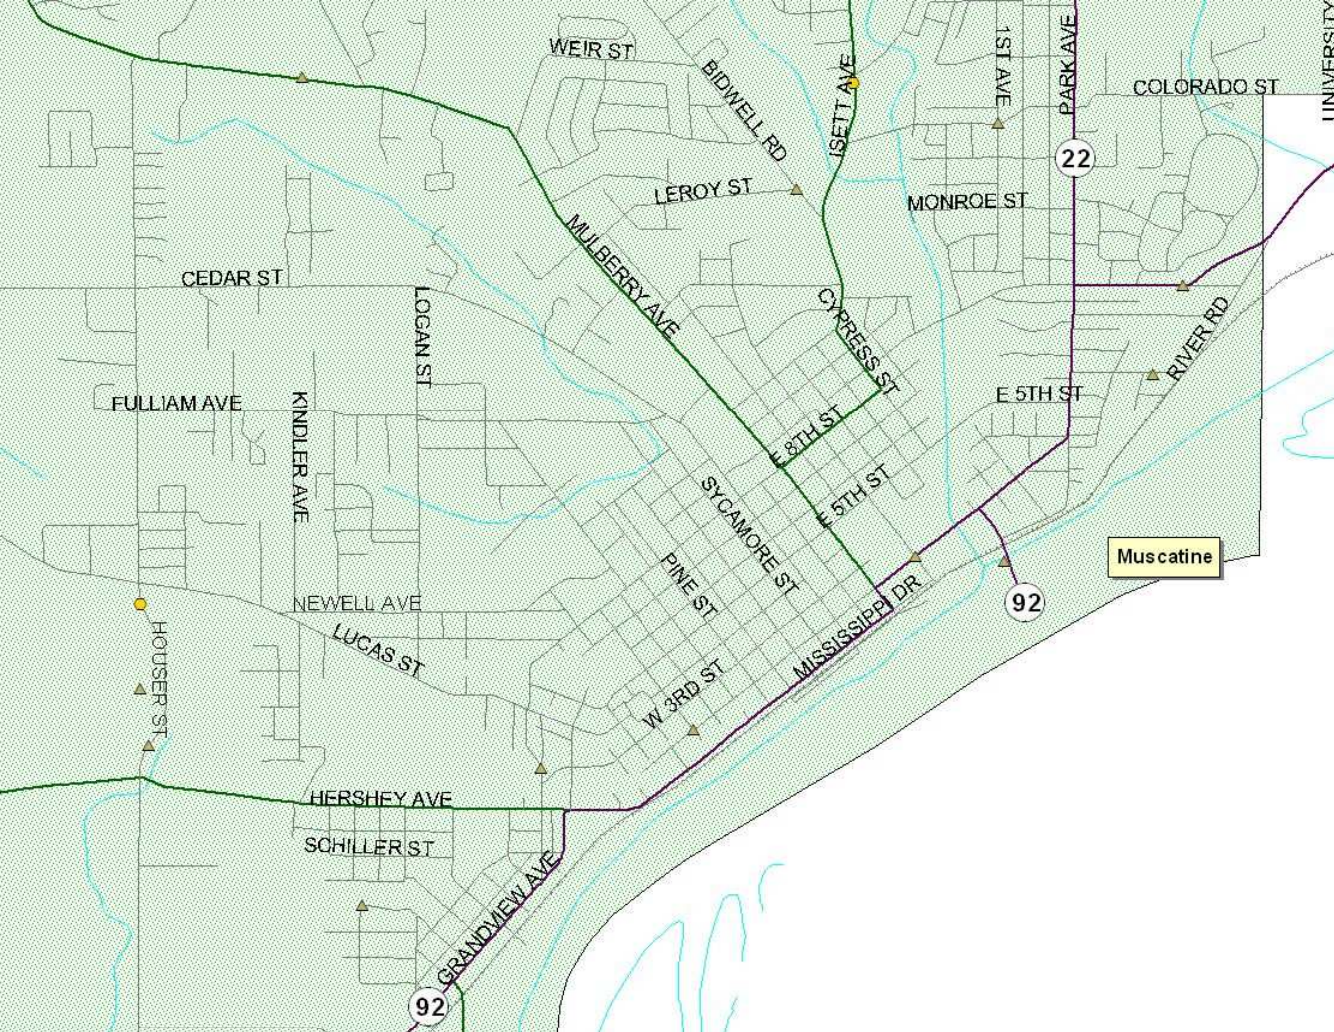 WEIR ST
BIDWELL RD
ISETT AVE
1ST AVE
PARK AVE
COLORADO ST
UNIVERSITY
22
LEROY ST
MONROE ST
MULBERRY AVE
CEDAR ST
LOGAN ST
CYPRESS ST
RIVER RD
FULLIAM AVE
KINDLER AVE
E 5TH ST
E 8TH ST
E 5TH ST
SYCAMORE ST
PINE ST
Muscatine
92
NEWELL AVE
LUCAS ST
HOUSER ST
MISSISSIPPI DR
W 3RD ST
HERSHEY AVE
SCHILLER ST
GRANDVIEW AVE
92